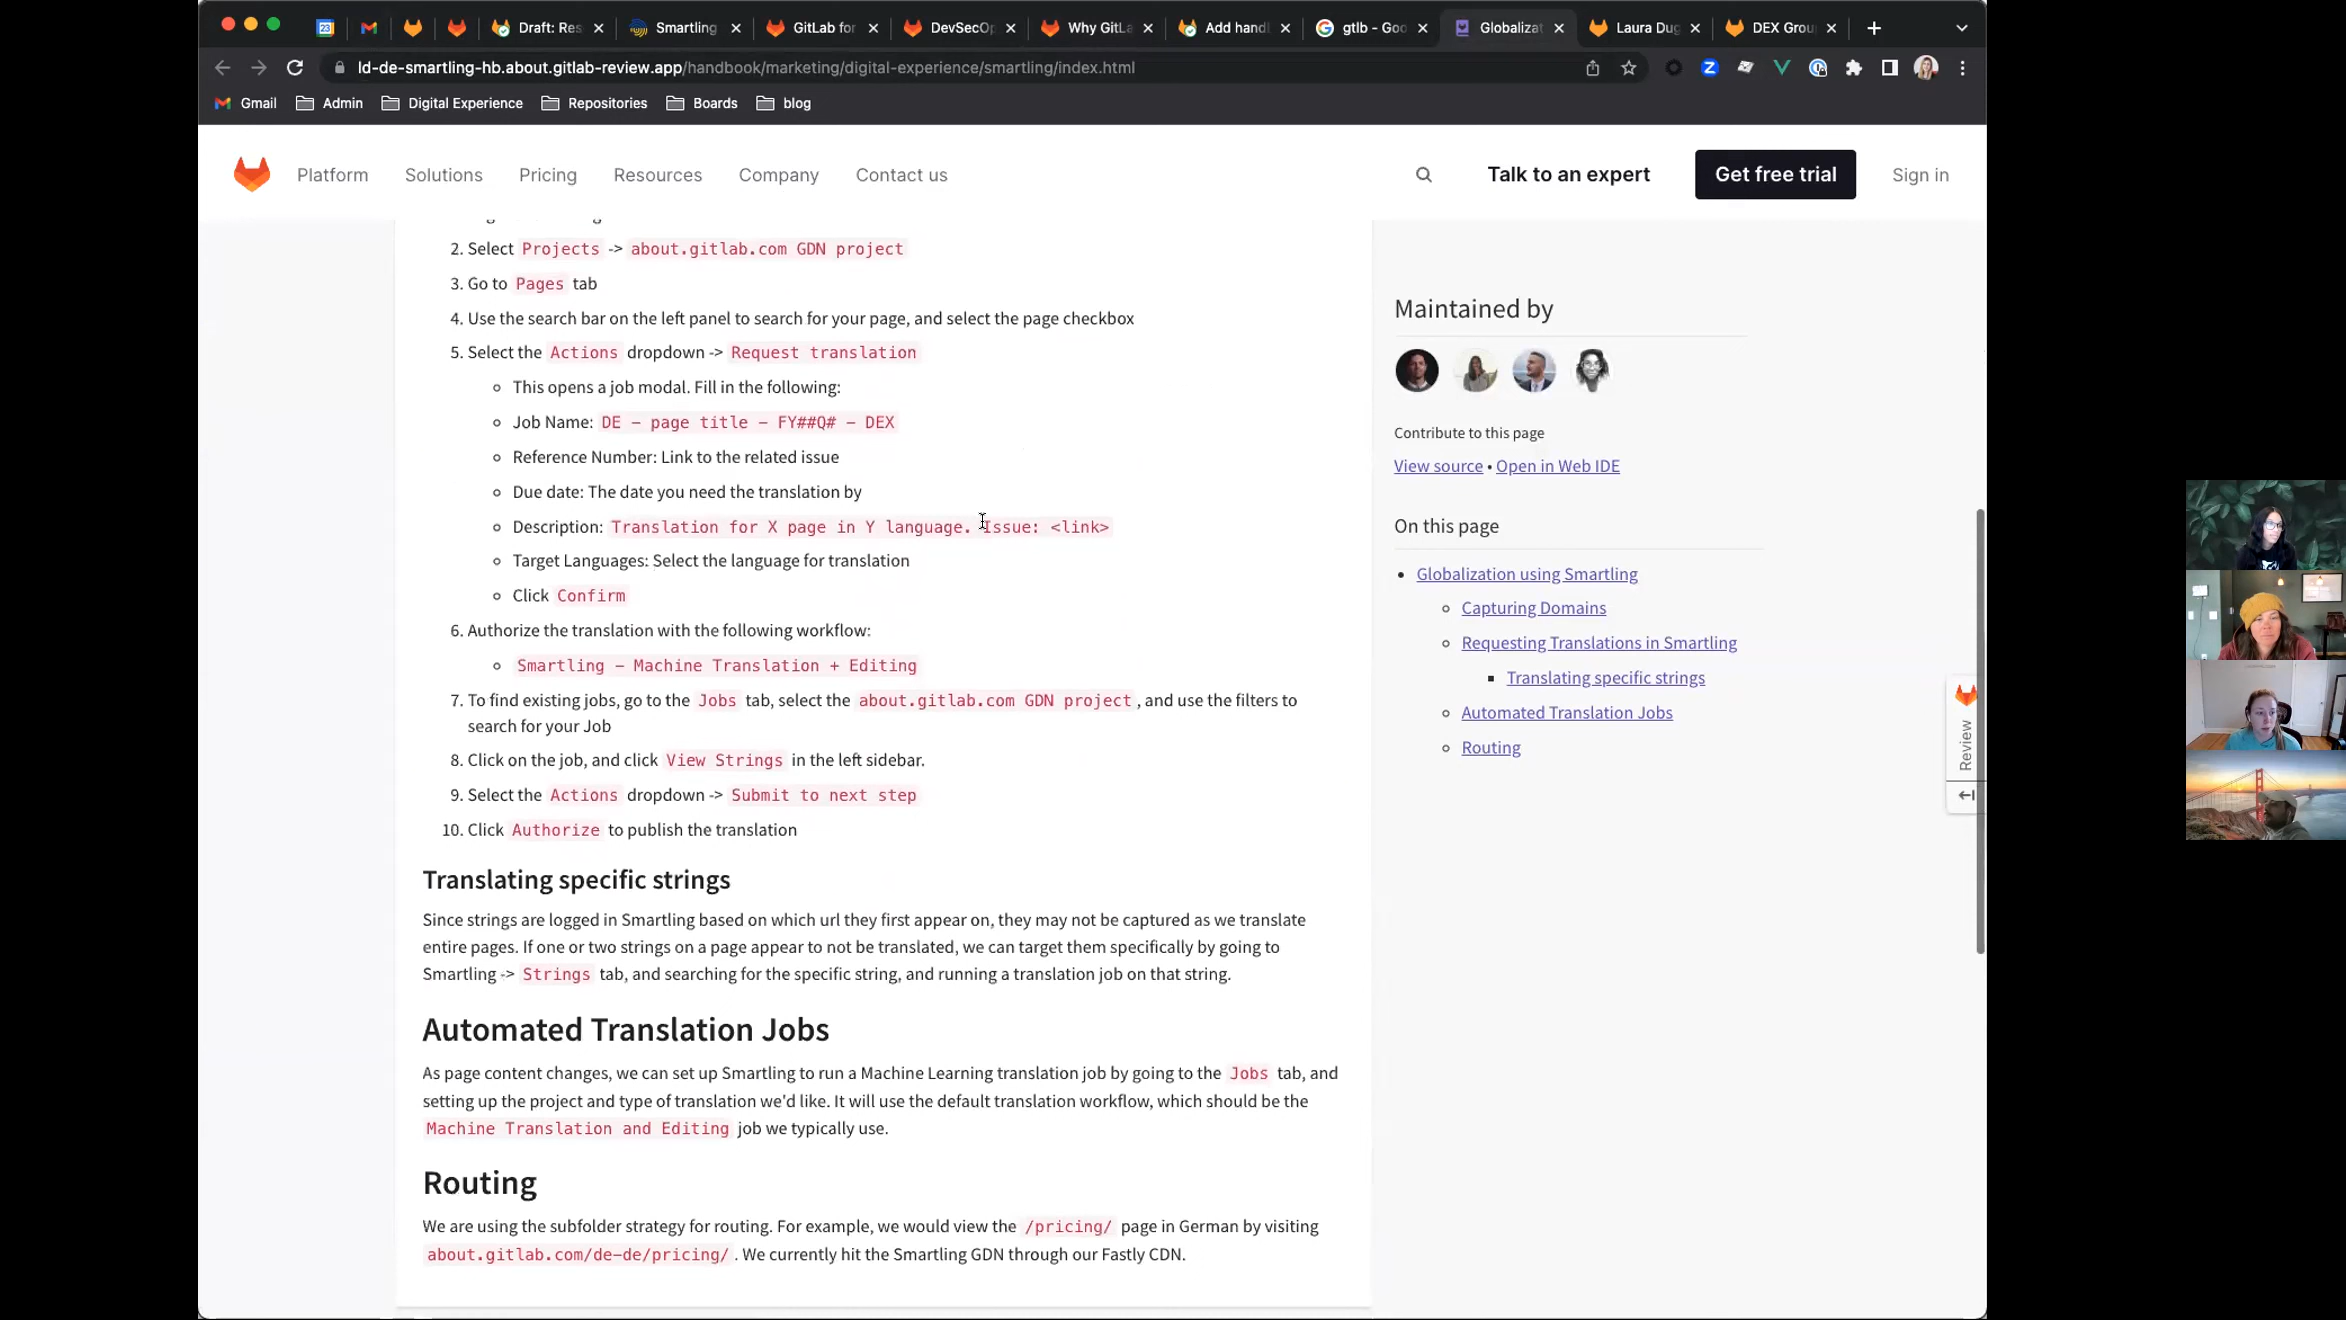 23
Draft: Res
Smartling
GitLab for
DevSecOp
Why GitLa
Add handl
gtlb - Goo
Globalizat
Laura Dug
DEX Grou
ld-de-smartling-hb.about.gitlab-review.app/handbook/marketing/digital-experience/smartling/index.html
Gmail
Admin
Digital Experience
Repositories
Boards
blog
Platform
Solutions
Pricing
Resources
Company
Contact us
Talk to an expert
Get free trial
Sign in
2. Select Projects -> about.gitlab.com GDN project
3. Go to Pages tab
4. Use the search bar on the left panel to search for your page, and select the page checkbox
5. Select the Actions dropdown -> Request translation
This opens a job modal. Fill in the following:
Job Name: DE – page title – FY##Q# – DEX
Reference Number: Link to the related issue
Due date: The date you need the translation by
Description: Translation for X page in Y language. Issue: <link>
Target Languages: Select the language for translation
Click Confirm
6. Authorize the translation with the following workflow:
Smartling – Machine Translation + Editing
7. To find existing jobs, go to the Jobs tab, select the about.gitlab.com GDN project, and use the filters to
search for your Job
8. Click on the job, and click View Strings in the left sidebar.
9. Select the Actions dropdown -> Submit to next step
10. Click Authorize to publish the translation
Translating specific strings
Since strings are logged in Smartling based on which url they first appear on, they may not be captured as we translate
entire pages. If one or two strings on a page appear to not be translated, we can target them specifically by going to
Smartling -> Strings tab, and searching for the specific string, and running a translation job on that string.
Automated Translation Jobs
As page content changes, we can set up Smartling to run a Machine Learning translation job by going to the Jobs tab, and
setting up the project and type of translation we'd like. It will use the default translation workflow, which should be the
Machine Translation and Editing job we typically use.
Routing
We are using the subfolder strategy for routing. For example, we would view the /pricing/ page in German by visiting
about.gitlab.com/de-de/pricing/. We currently hit the Smartling GDN through our Fastly CDN.
Maintained by
Contribute to this page
View source • Open in Web IDE
On this page
Globalization using Smartling
Capturing Domains
Requesting Translations in Smartling
Translating specific strings
Automated Translation Jobs
Routing
Review